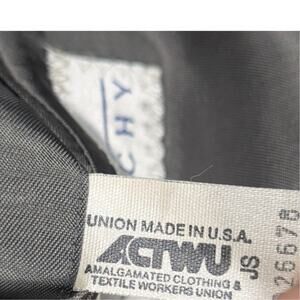 CHY
UNION MADE IN U.S.A.
ACTWU
AMALGAMATED CLOTHING &
TEXTILE WORKERS UNION
JS
26678